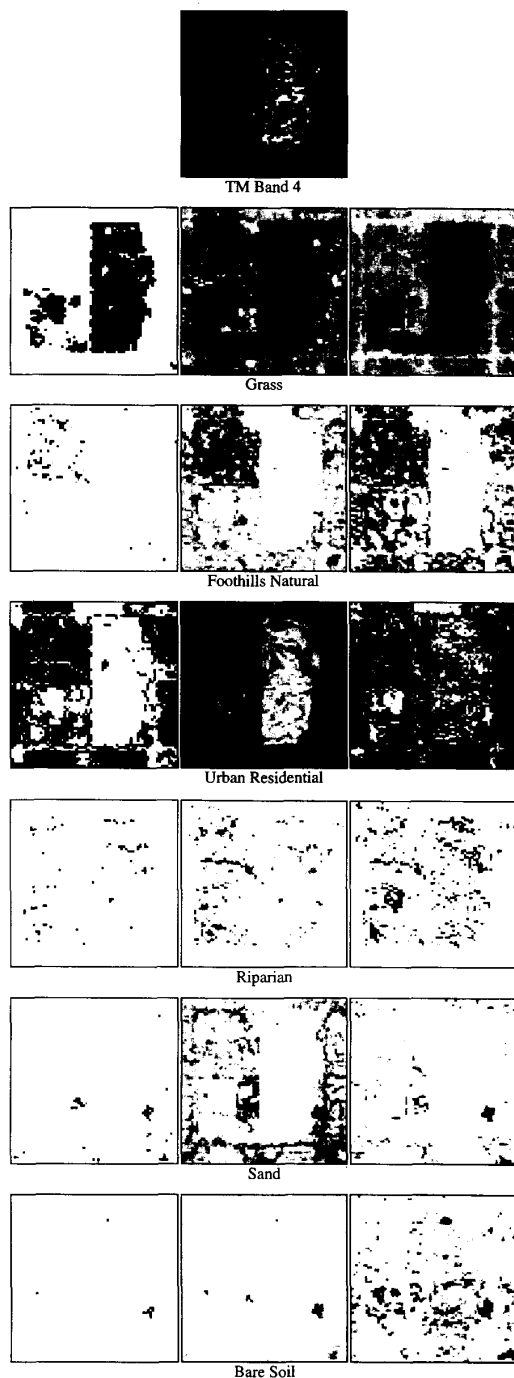 TM Band 4
Grass
Foothills Natural
Urban Residential
Riparian
Sand
Bare Soil